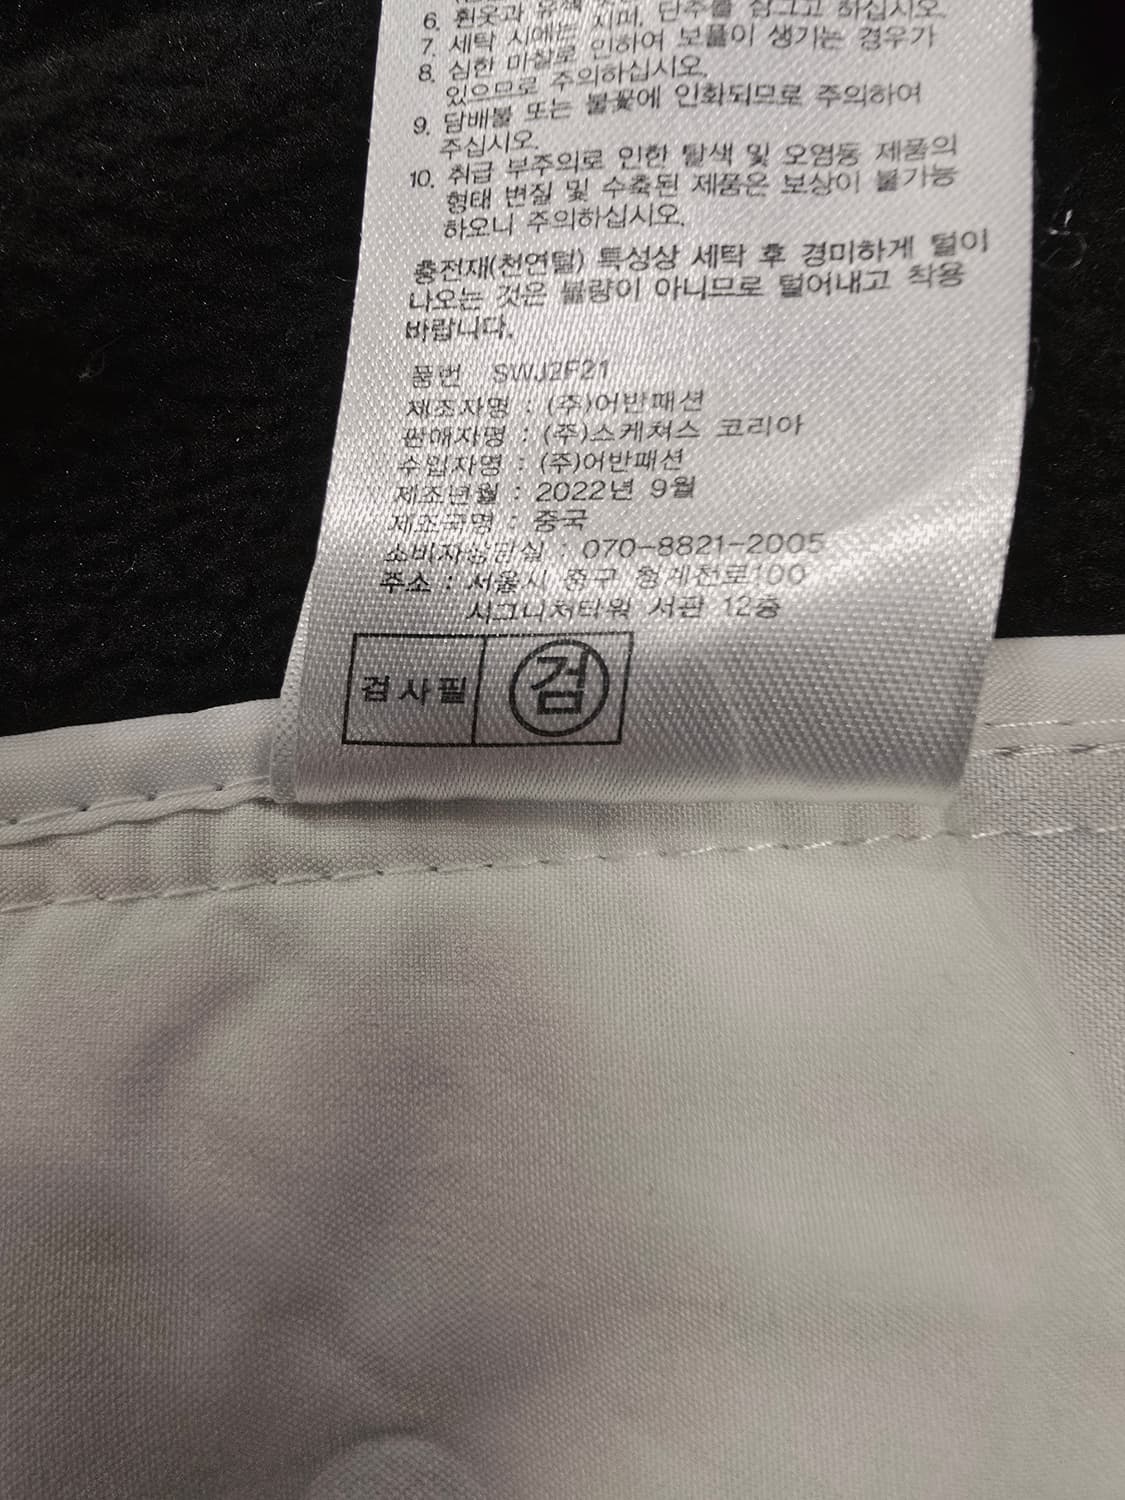 6. 흰옷과 유색
7. 세탁 시에는 지퍼, 단추를 잠그고 하십시오.
8. 심한 마찰로 인하여 보풀이 생기는 경우가
있으므로 주의하십시오.
9. 담배불 또는 불꽃에 인화되므로 주의하여
주십시오.
10. 취급 부주의로 인한 탈색 및 오염등 제품의
형태 변질 및 수축된 제품은 보상이 불가능
하오니 주의하십시오.
충전재(천연털) 특성상 세탁 후 경미하게 털이
나오는 것은 불량이 아니므로 털어내고 착용
바랍니다.
품번 SWJ2F21
제조자명 : (주)어반패션
판매자명 : (주)스케쳐스 코리아
수입자명 : (주)어반패션
제조년월 : 2022년 9월
제조국명 : 중국
소비자상담실 : 070-8821-2005
주소 : 서울시 중구 청계천로100
시그니처타워 서관 12층
검사필 검